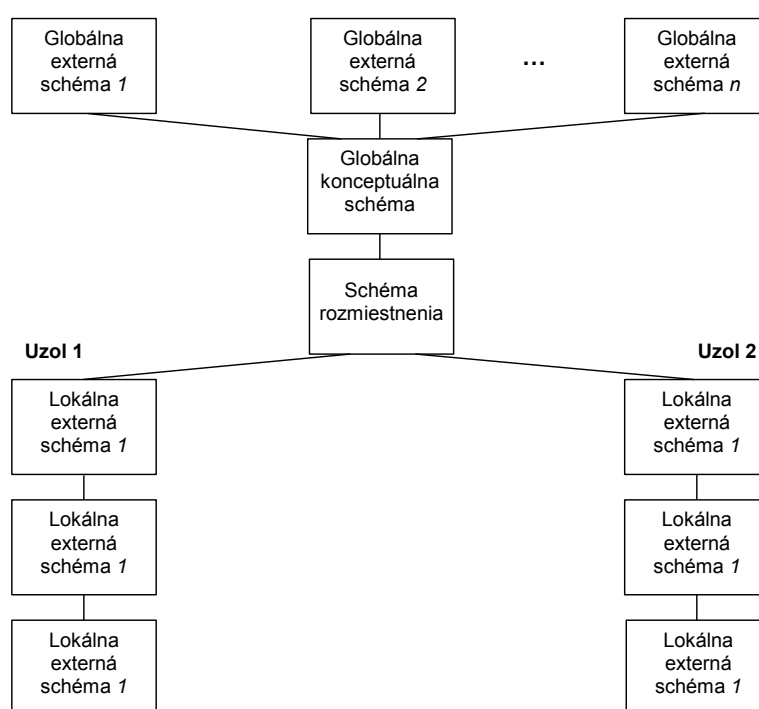 Globálna
externá
schéma 1
Globálna
externá
schéma 2
...
Globálna
externá
schéma n
Globálna
konceptuálna
schéma
Schéma
rozmiestnenia
Uzol 1
Uzol 2
Lokálna
externá
schéma 1
Lokálna
externá
schéma 1
Lokálna
externá
schéma 1
Lokálna
externá
schéma 1
Lokálna
externá
schéma 1
Lokálna
externá
schéma 1